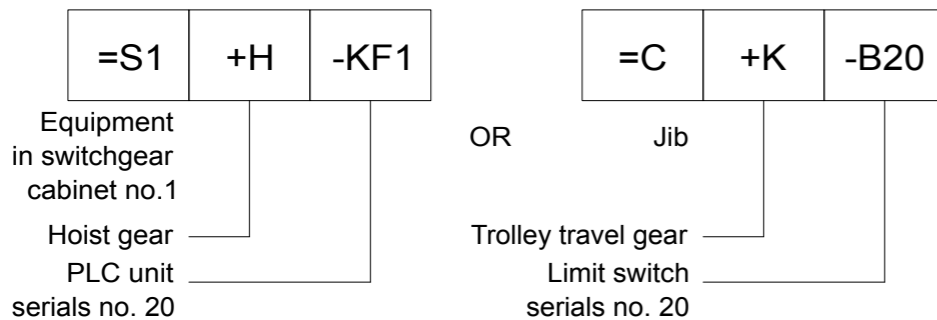 =S1 +H -KF1
Equipment
in switchgear
cabinet no.1
Hoist gear
PLC unit
serials no. 20
OR
=C +K -B20
Jib
Trolley travel gear
Limit switch
serials no. 20